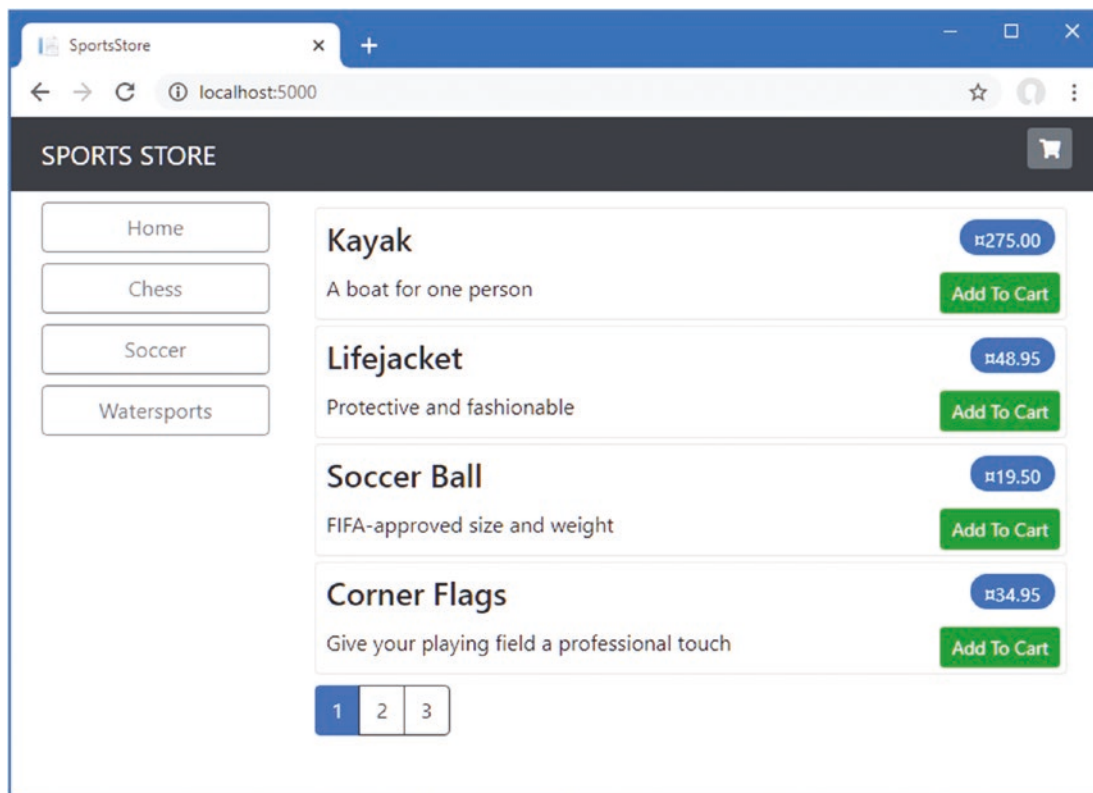 SportsStore
localhost:5000
SPORTS STORE
Home
Chess
Soccer
Watersports
Kayak
¤275.00
A boat for one person
Add To Cart
Lifejacket
¤48.95
Protective and fashionable
Add To Cart
Soccer Ball
¤19.50
FIFA-approved size and weight
Add To Cart
Corner Flags
¤34.95
Give your playing field a professional touch
Add To Cart
1 2 3